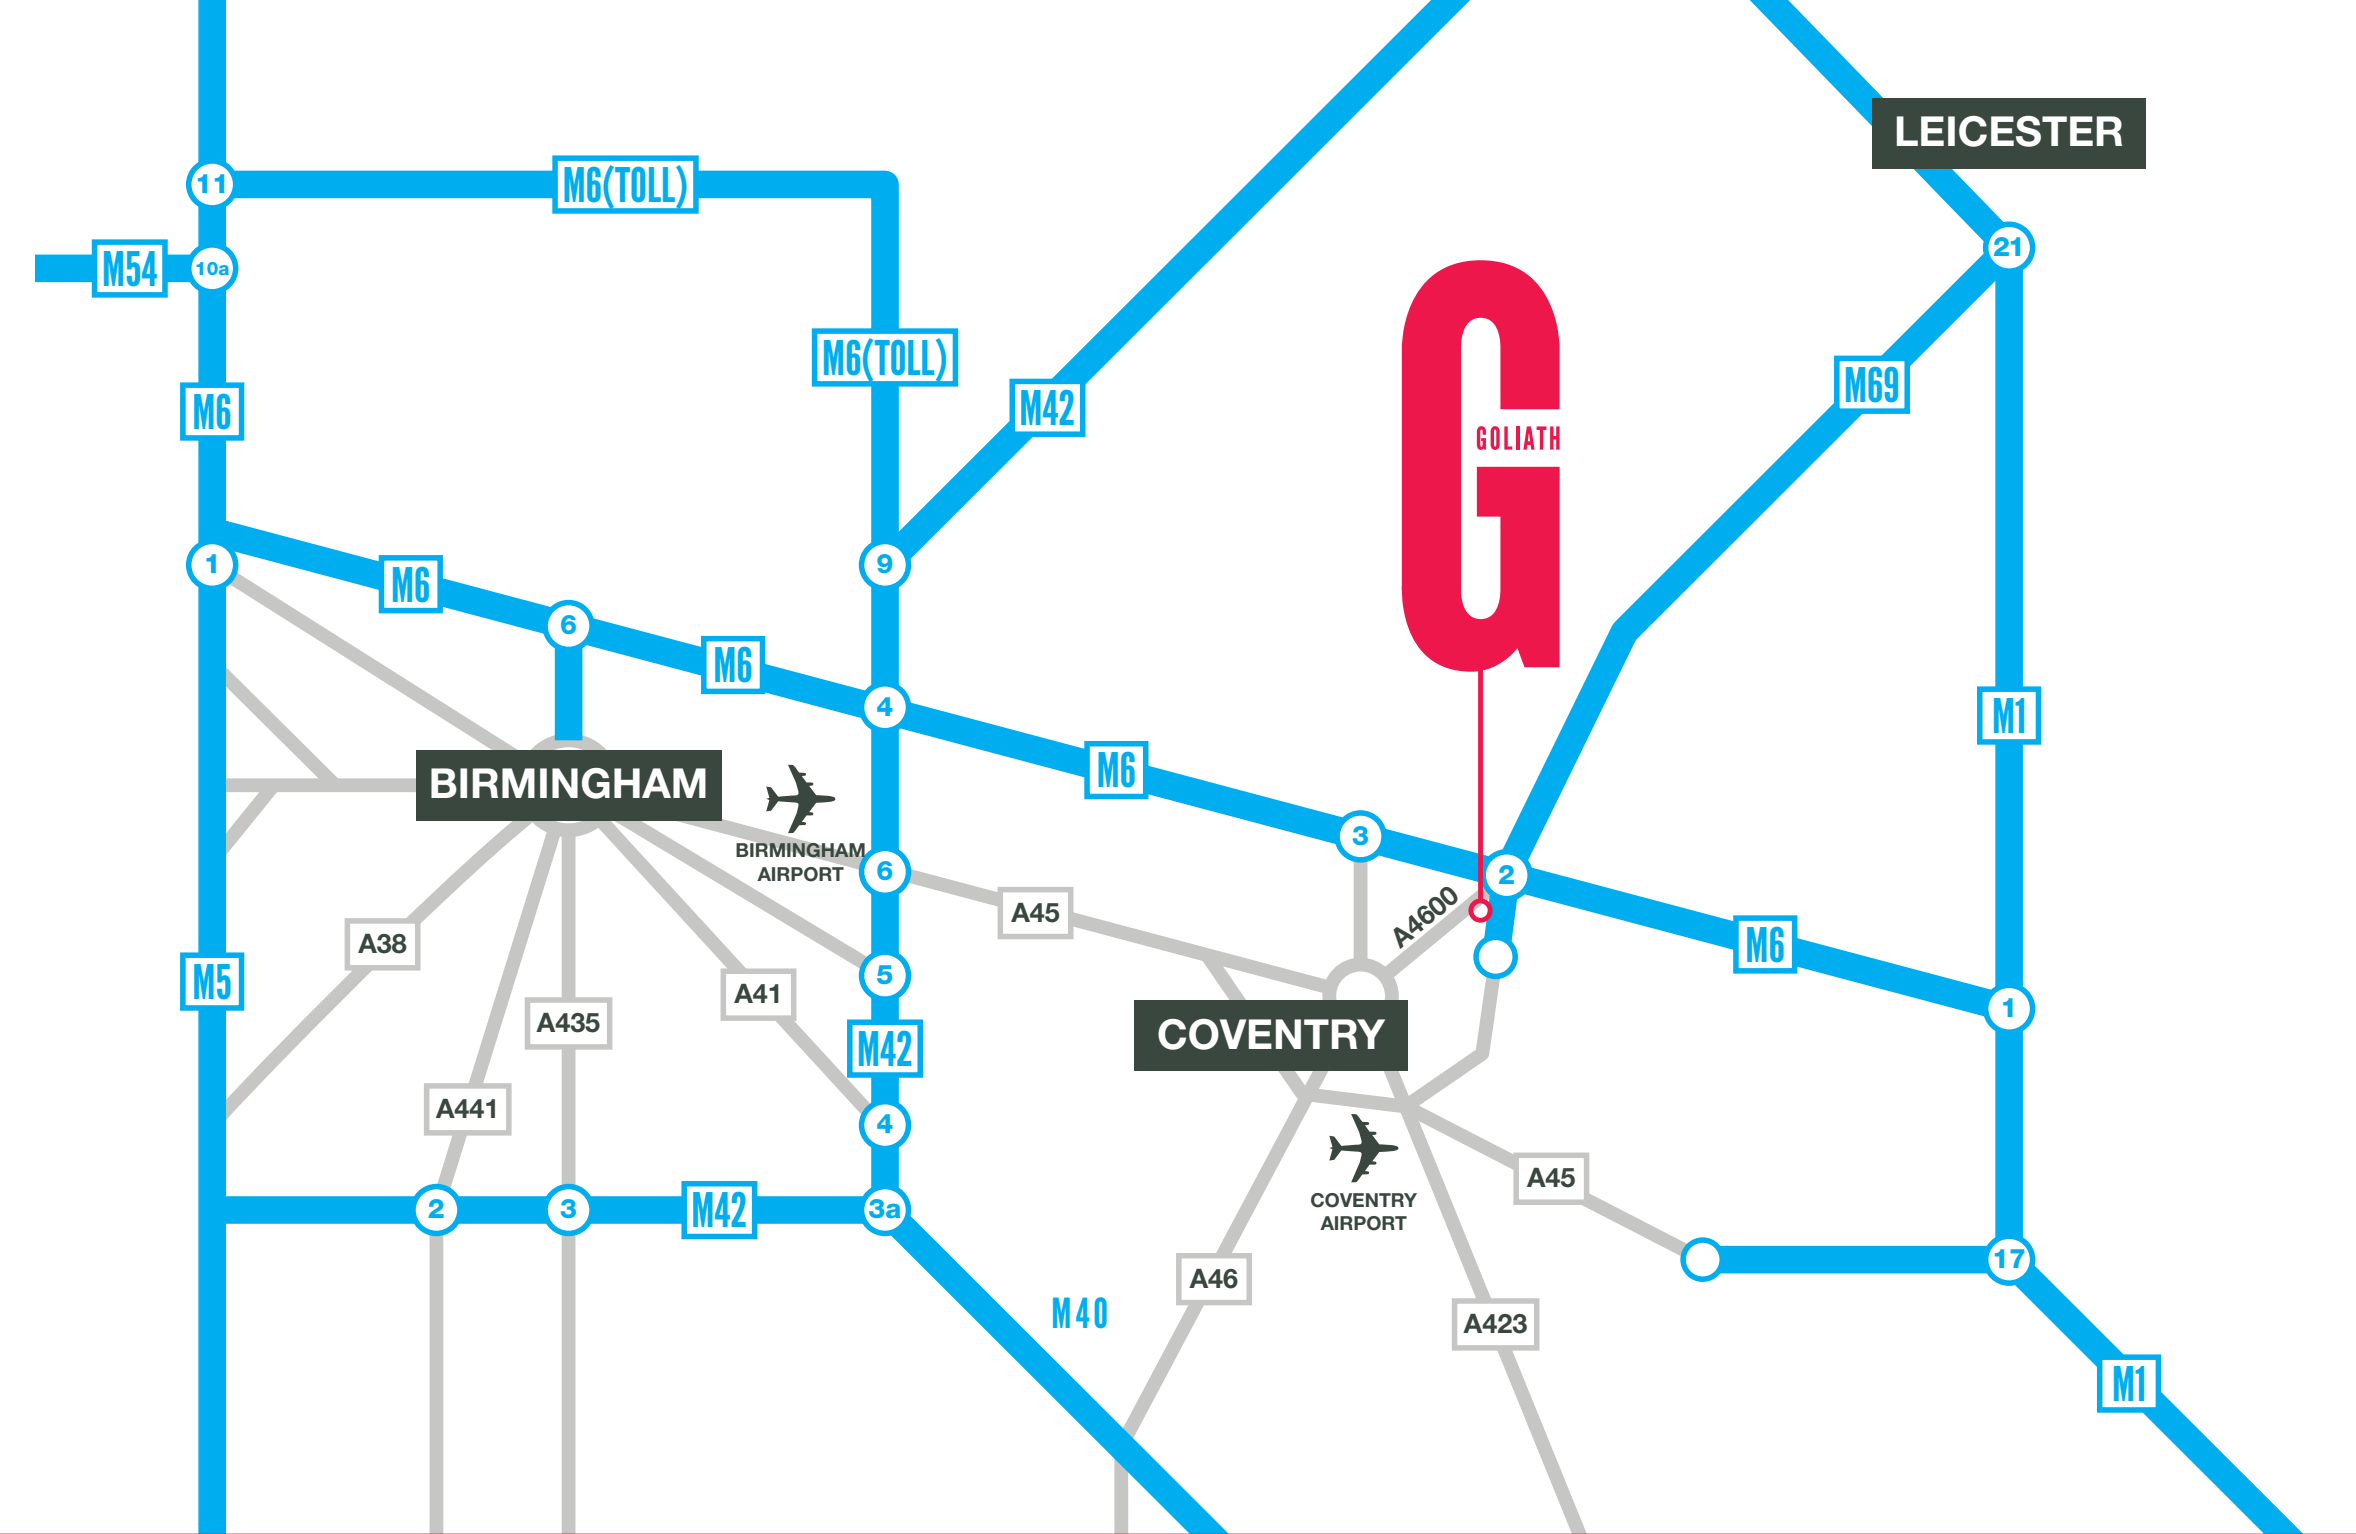 LEICESTER
11
M6(TOLL)
21
M54
10a
M6(TOLL)
M69
M6
M42
GOLIATH
1
M6
9
6
M6
4
M1
M6
BIRMINGHAM
3
BIRMINGHAM
AIRPORT
6
2
A4600
A45
A38
M6
M5
5
A41
1
A435
COVENTRY
M42
A441
4
A45
COVENTRY
AIRPORT
2
3
M42
3a
17
A46
M40
A423
M1